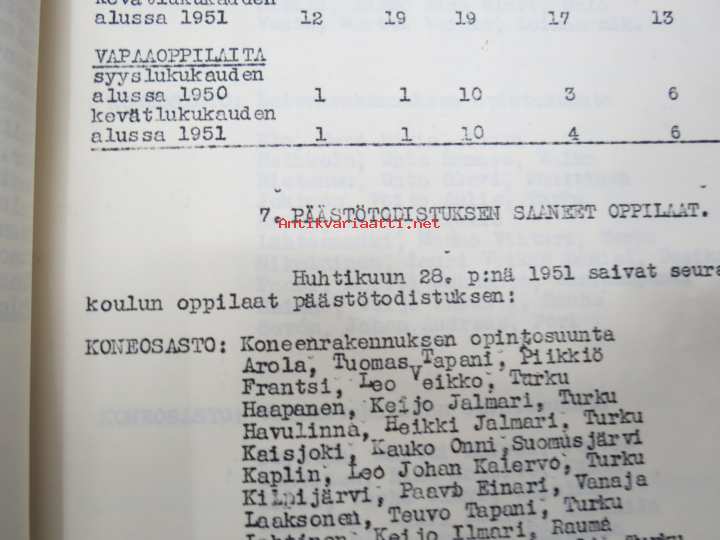 kevätlukukauden
alussa 1951 12 19 19 17 13
VAPAAOPPILAITA
syyslukukauden
alussa 1950 1 1 10 3 6
kevätlukukauden
alussa 1951 1 1 10 4 6
7. PÄÄSTÖTODISTUKSEN SAANEET OPPILAAT.
Antikvariaatti.net
Huhtikuun 28. p:nä 1951 saivat seura
koulun oppilaat päästötodistuksen:
KONEOSASTO: Koneenrakennuksen opintosuunta
Arola, Tuomas Tapani, Piikkiö
Frantsi, Leo Veikko, Turku
Haapanen, Keijo Jalmari, Turku
Havulinna, Heikki Jalmari, Turku
Kaisjoki, Kauko Onni, Suomusjärvi
Kaplin, Leo Johan Kalervo, Turku
Kilpijärvi, Paavo Einari, Vanaja
Laaksonen, Teuvo Tapani, Turku
Keijo Ilmari, Rauma
Turku